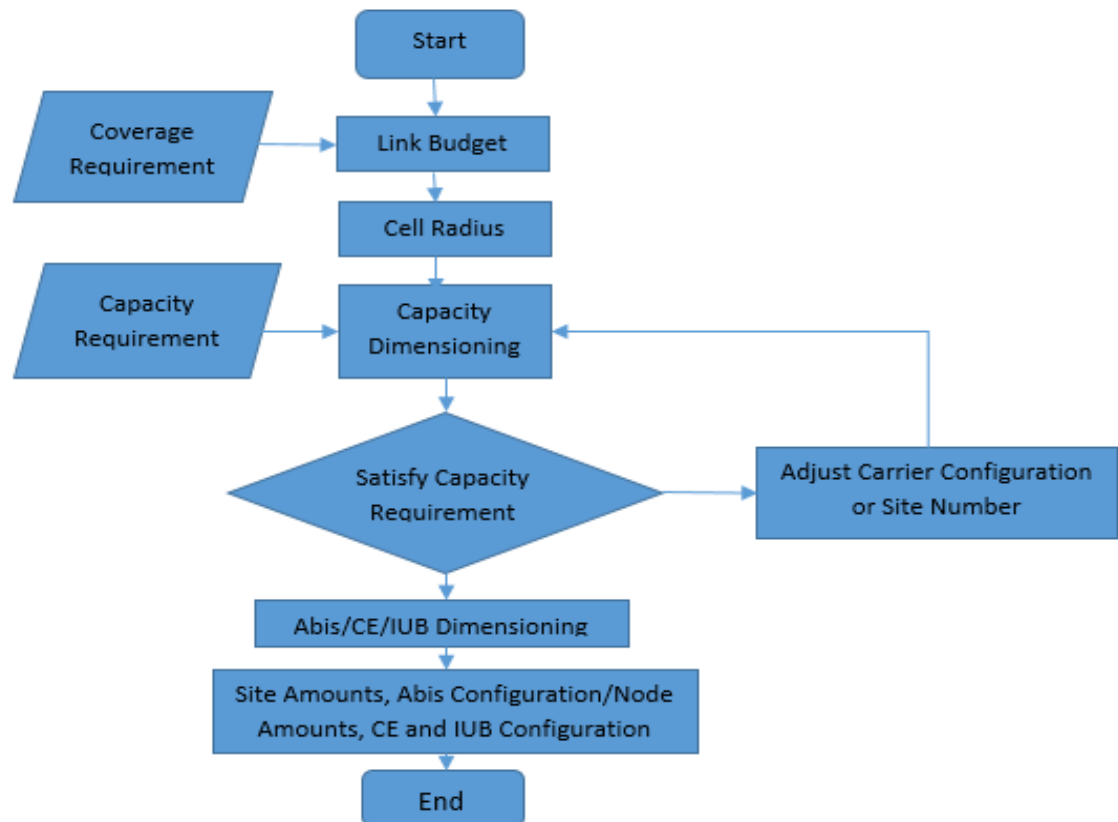 Start
Coverage
Requirement
Link Budget
Cell Radius
Capacity
Requirement
Capacity
Dimensioning
Satisfy Capacity
Requirement
Adjust Carrier Configuration
or Site Number
Abis/CE/IUB Dimensioning
Site Amounts, Abis Configuration/Node
Amounts, CE and IUB Configuration
End